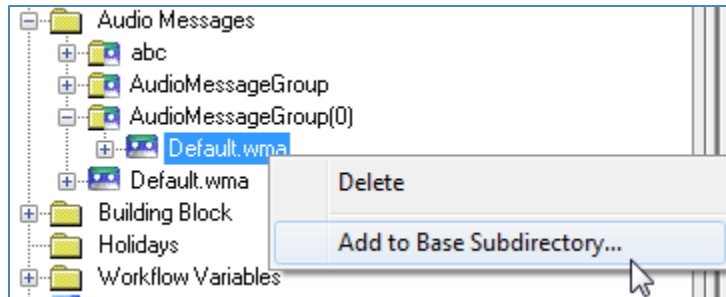 Audio Messages
abc
AudioMessageGroup
AudioMessageGroup(0)
Default.wma
Default.wma
Delete
Building Block
Add to Base Subdirectory...
Holidays
Workflow Variables